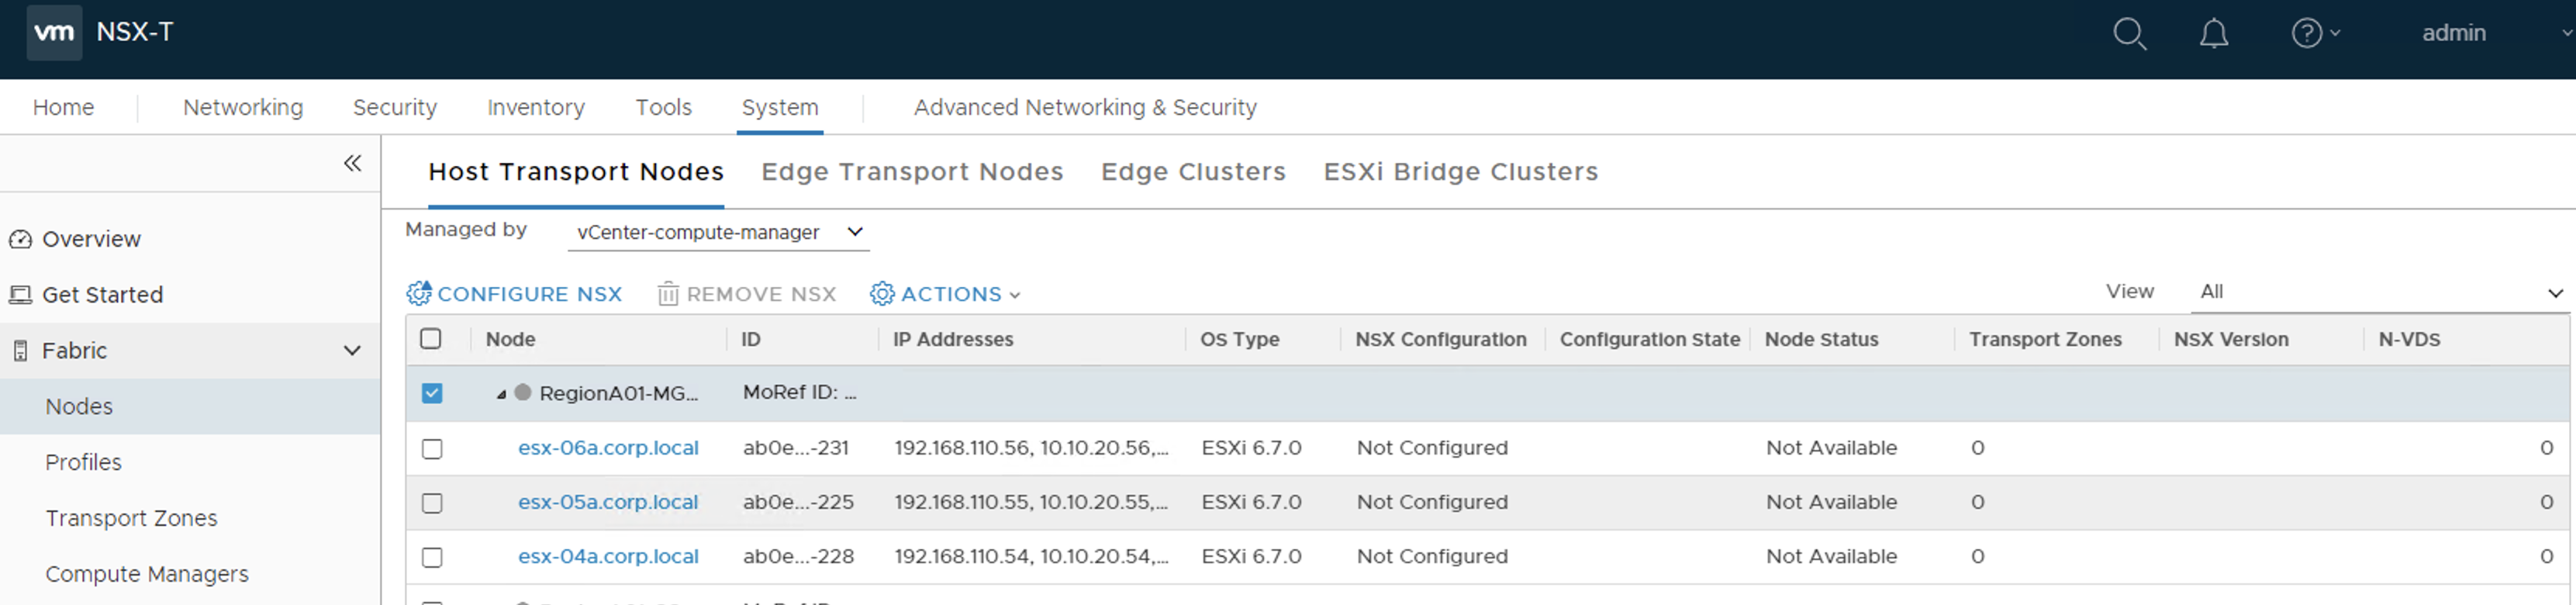 vm NSX-T admin
Home Networking Security Inventory Tools System Advanced Networking & Security
Host Transport Nodes Edge Transport Nodes Edge Clusters ESXi Bridge Clusters
Overview
Get Started
Fabric
Nodes
Profiles
Transport Zones
Compute Managers
Managed by vCenter-compute-manager
CONFIGURE NSX REMOVE NSX ACTIONS View All
Node ID IP Addresses OS Type NSX Configuration Configuration State Node Status Transport Zones NSX Version N-VDS
RegionA01-MG... MoRef ID: ...
esx-06a.corp.local ab0e...-231 192.168.110.56, 10.10.20.56,... ESXi 6.7.0 Not Configured Not Available 0 0
esx-05a.corp.local ab0e...-225 192.168.110.55, 10.10.20.55,... ESXi 6.7.0 Not Configured Not Available 0 0
esx-04a.corp.local ab0e...-228 192.168.110.54, 10.10.20.54,... ESXi 6.7.0 Not Configured Not Available 0 0